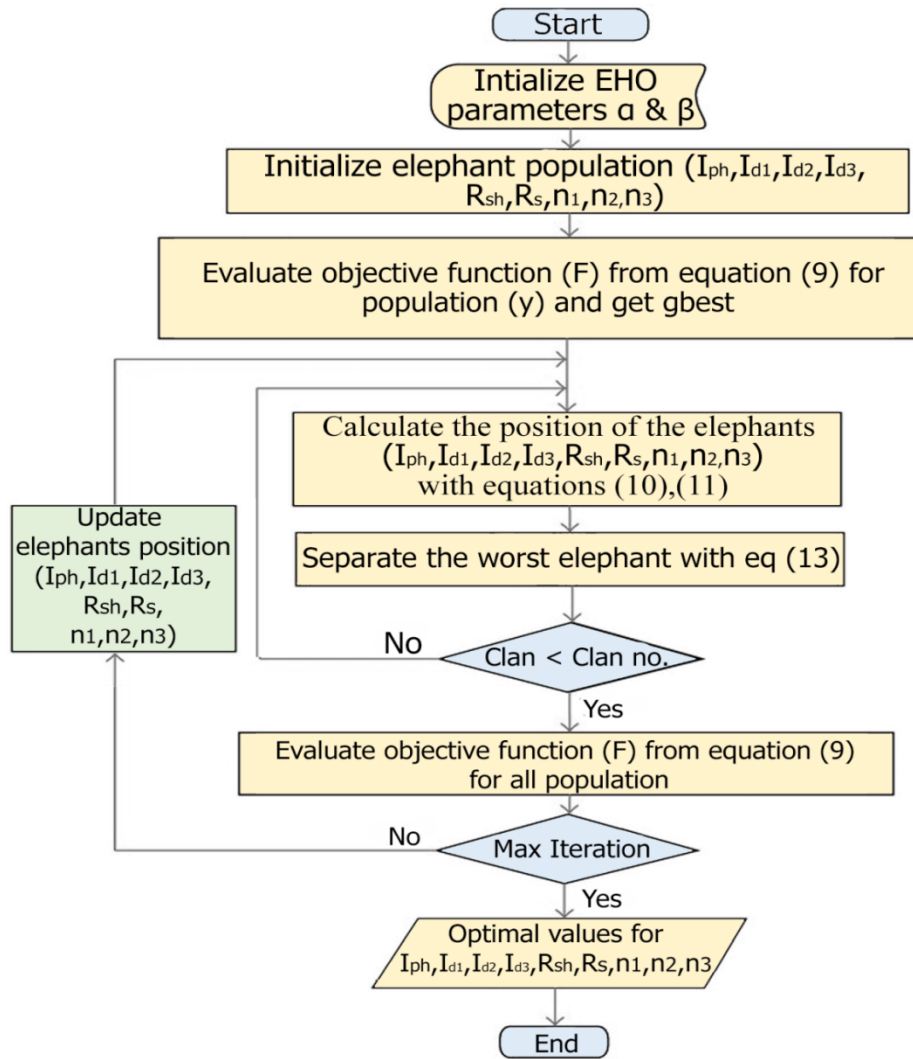 Start
Intialize EHO
parameters α & β
Initialize elephant population (Iph,Id1,Id2,Id3,
Rsh,Rs,n1,n2,n3)
Evaluate objective function (F) from equation (9) for
population (y) and get gbest
Calculate the position of the elephants
(Iph,Id1,Id2,Id3,Rsh,Rs,n1,n2,n3)
with equations (10),(11)
Update
elephants position
(Iph,Id1,Id2,Id3,
Rsh,Rs,
n1,n2,n3)
Separate the worst elephant with eq (13)
No
Clan < Clan no.
Yes
Evaluate objective function (F) from equation (9)
for all population
No
Max Iteration
Yes
Optimal values for
Iph,Id1,Id2,Id3,Rsh,Rs,n1,n2,n3
End